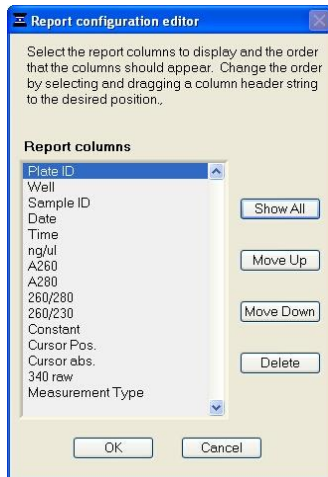 Report configuration editor
Select the report columns to display and the order
that the columns should appear. Change the order
by selecting and dragging a column header string
to the desired position.,
Report columns
Plate ID
Well
Sample ID
Date
Time
ng/ul
A260
A280
260/280
260/230
Constant
Cursor Pos.
Cursor abs.
340 raw
Measurement Type
Show All
Move Up
Move Down
Delete
OK
Cancel